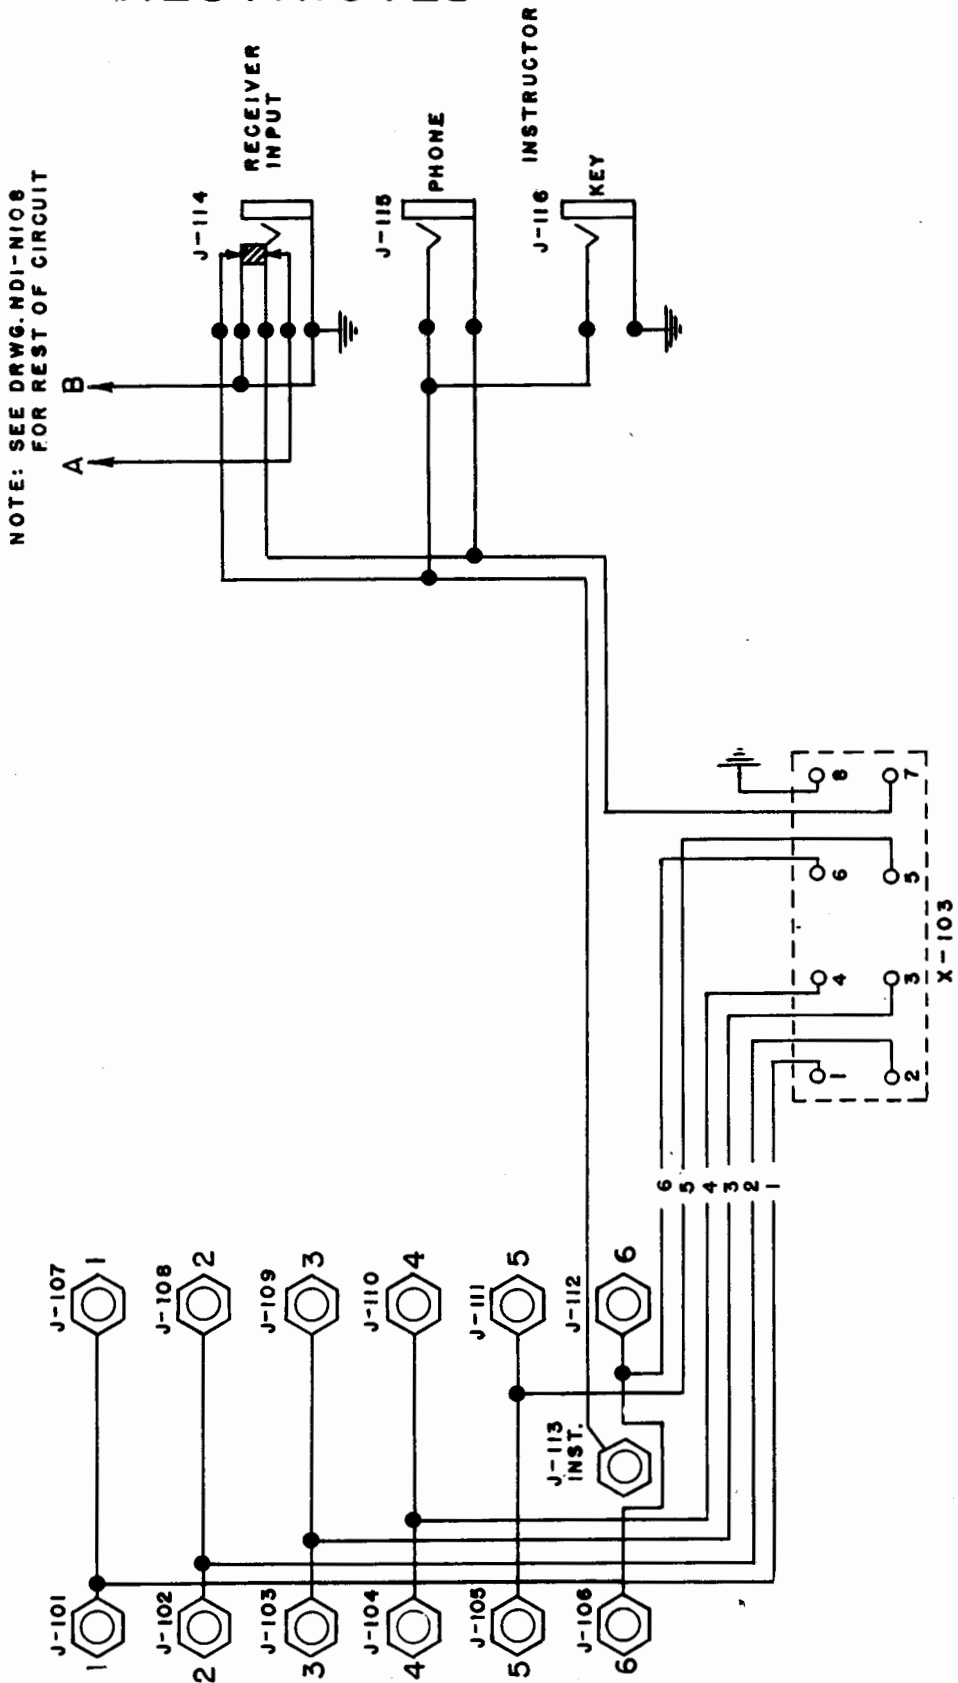 NOTE: SEE DRWG. NDI-N108
FOR REST OF CIRCUIT
A
B
J-114
RECEIVER
INPUT
J-115
PHONE
INSTRUCTOR
J-116
KEY
J-101
1
J-107
1
J-102
2
J-108
2
J-103
3
J-109
3
J-104
4
J-110
4
J-105
5
J-111
5
J-106
6
J-112
6
J-113
INST.
6
5
4
3
2
1
1
4
6
8
2
3
5
7
X-103